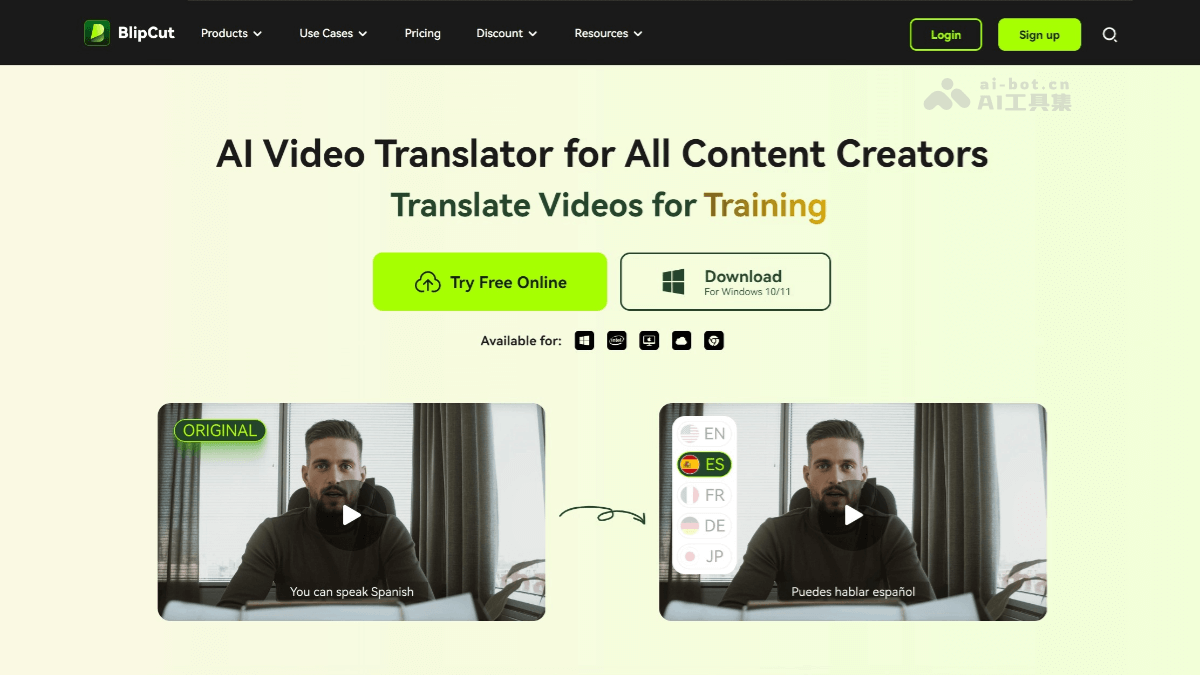 BlipCut
Products
Use Cases
Pricing
Discount
Resources
Login
Sign up
ai-bot.cn
AI工具集
AI Video Translator for All Content Creators
Translate Videos for Training
Try Free Online
Download
For Windows 10/11
Available for:
intel
ORIGINAL
You can speak Spanish
EN
ES
FR
DE
JP
Puedes hablar español